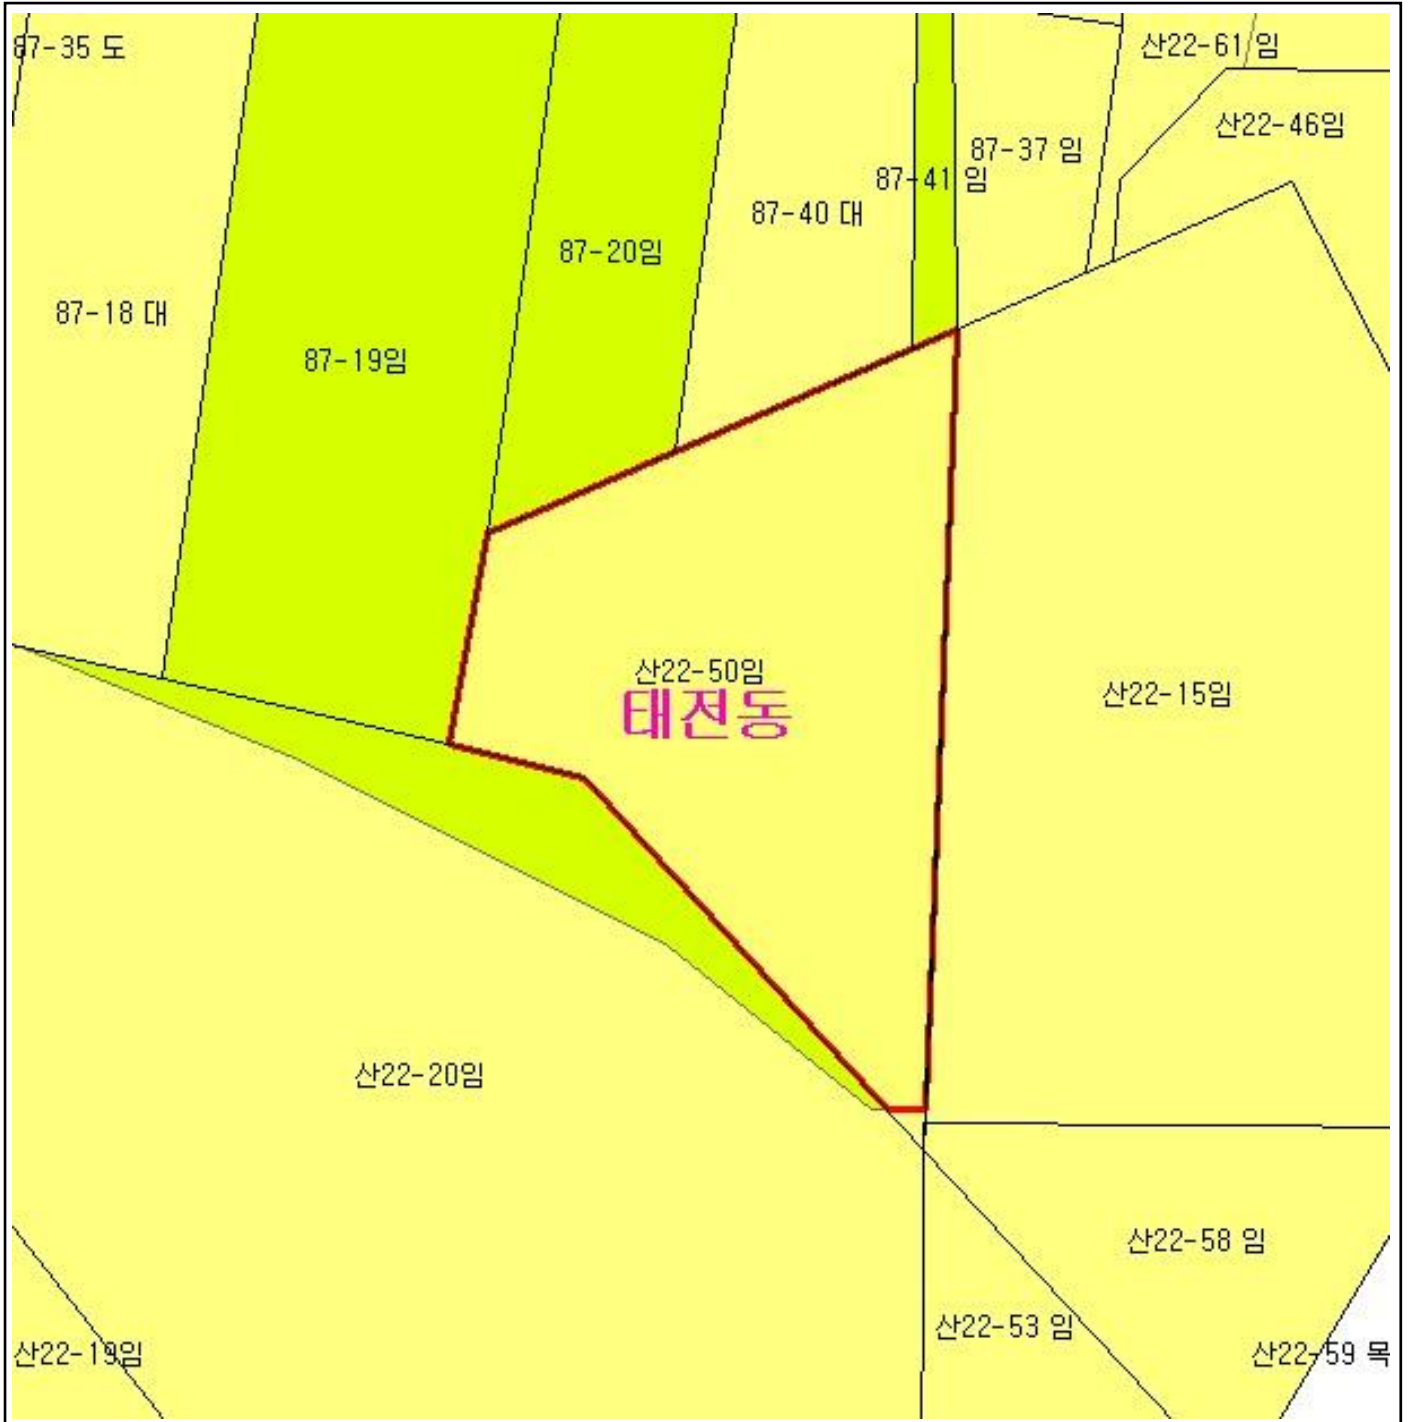 87-35 도
산22-61 임
산22-46임
87-37 임
87-41 임
87-40 대
87-20임
87-18 대
87-19임
산22-50임
태전동
산22-15임
산22-20임
산22-58 임
산22-53 임
산22-19임
산22-59 목